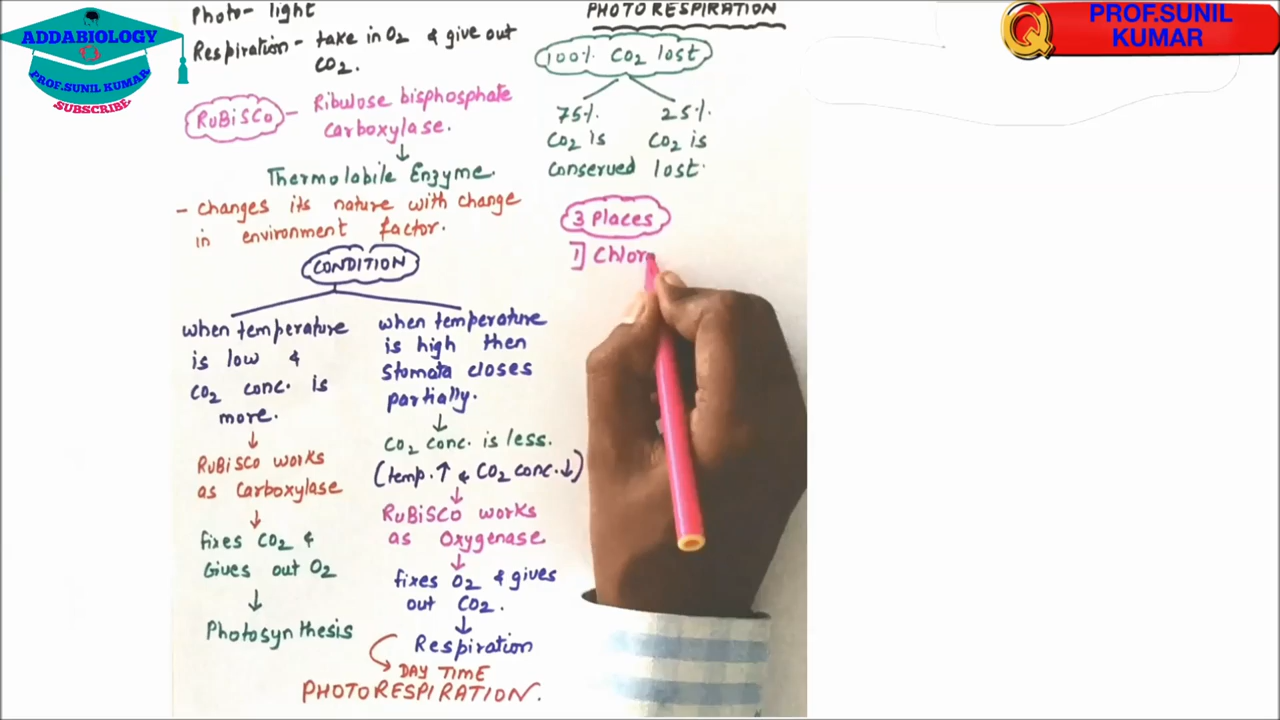 ADDABIOLOGY
PROF.SUNIL KUMAR
SUBSCRIBE
Photo - light
Respiration - take in O2 & give out
CO2.
RuBiSCo - Ribulose bisphosphate
carboxylase.
↓
Thermolabile Enzyme.
- changes its nature with change
in environment factor.
CONDITION
when temperature
is low &
CO2 conc. is
more.
↓
RuBisco works
as Carboxylase
↓
fixes CO2 &
Gives out O2
↓
Photosynthesis
when temperature
is high then
Stomata closes
partially.
↓
CO2 conc. is less.
(temp.↑ & CO2 conc.↓)
↓
RuBiSCO works
as Oxygenase
↓
fixes O2 & gives
out CO2.
↓
Respiration
DAY TIME
PHOTORESPIRATION.
PHOTORESPIRATION
100% CO2 lost
75%
CO2 is
conserved
25%
CO2 is
lost.
3 Places
1] Chloro
Q
PROF.SUNIL
KUMAR